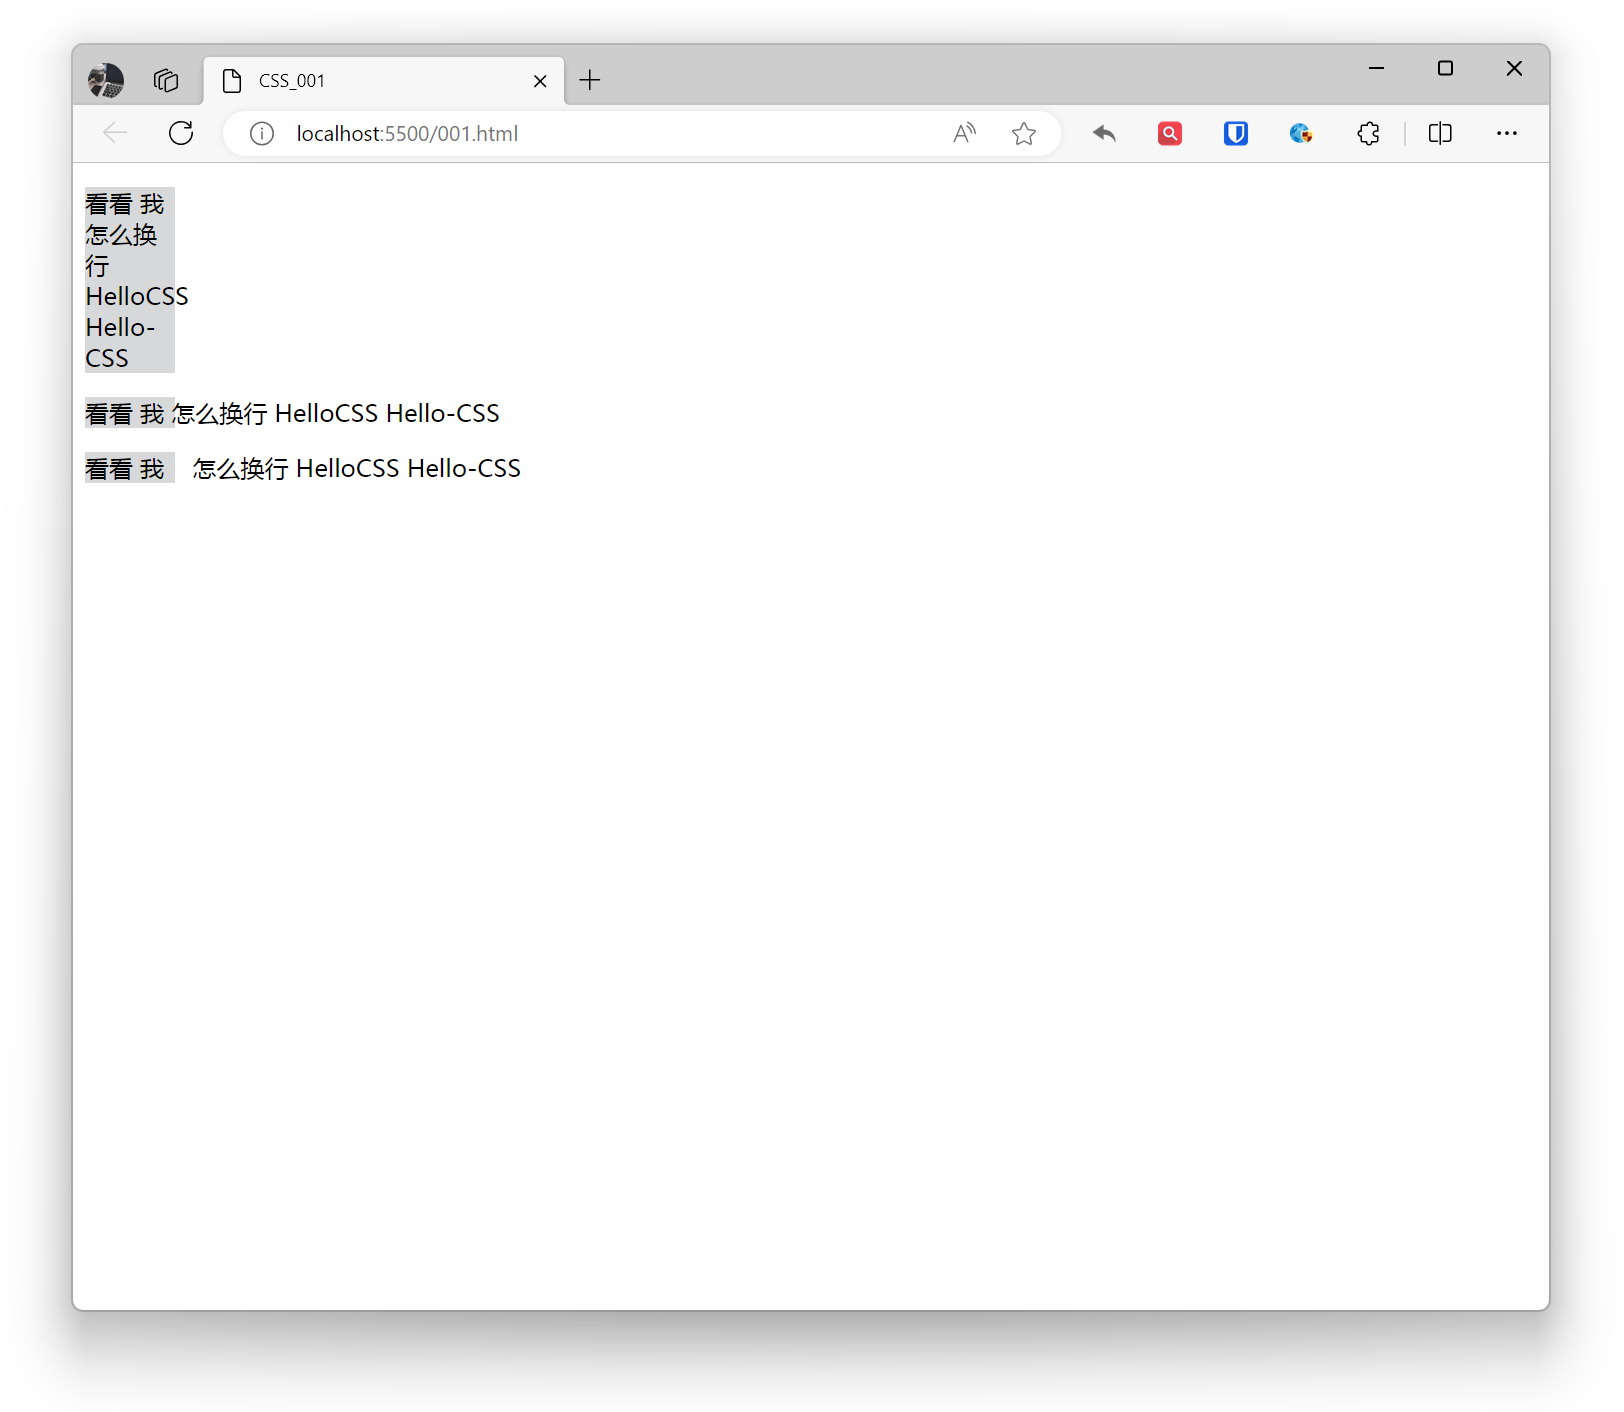 CSS_001
localhost:5500/001.html
看看 我
怎么换
行
HelloCSS
Hello-
CSS
看看 我 怎么换行 HelloCSS Hello-CSS
看看 我   怎么换行 HelloCSS Hello-CSS